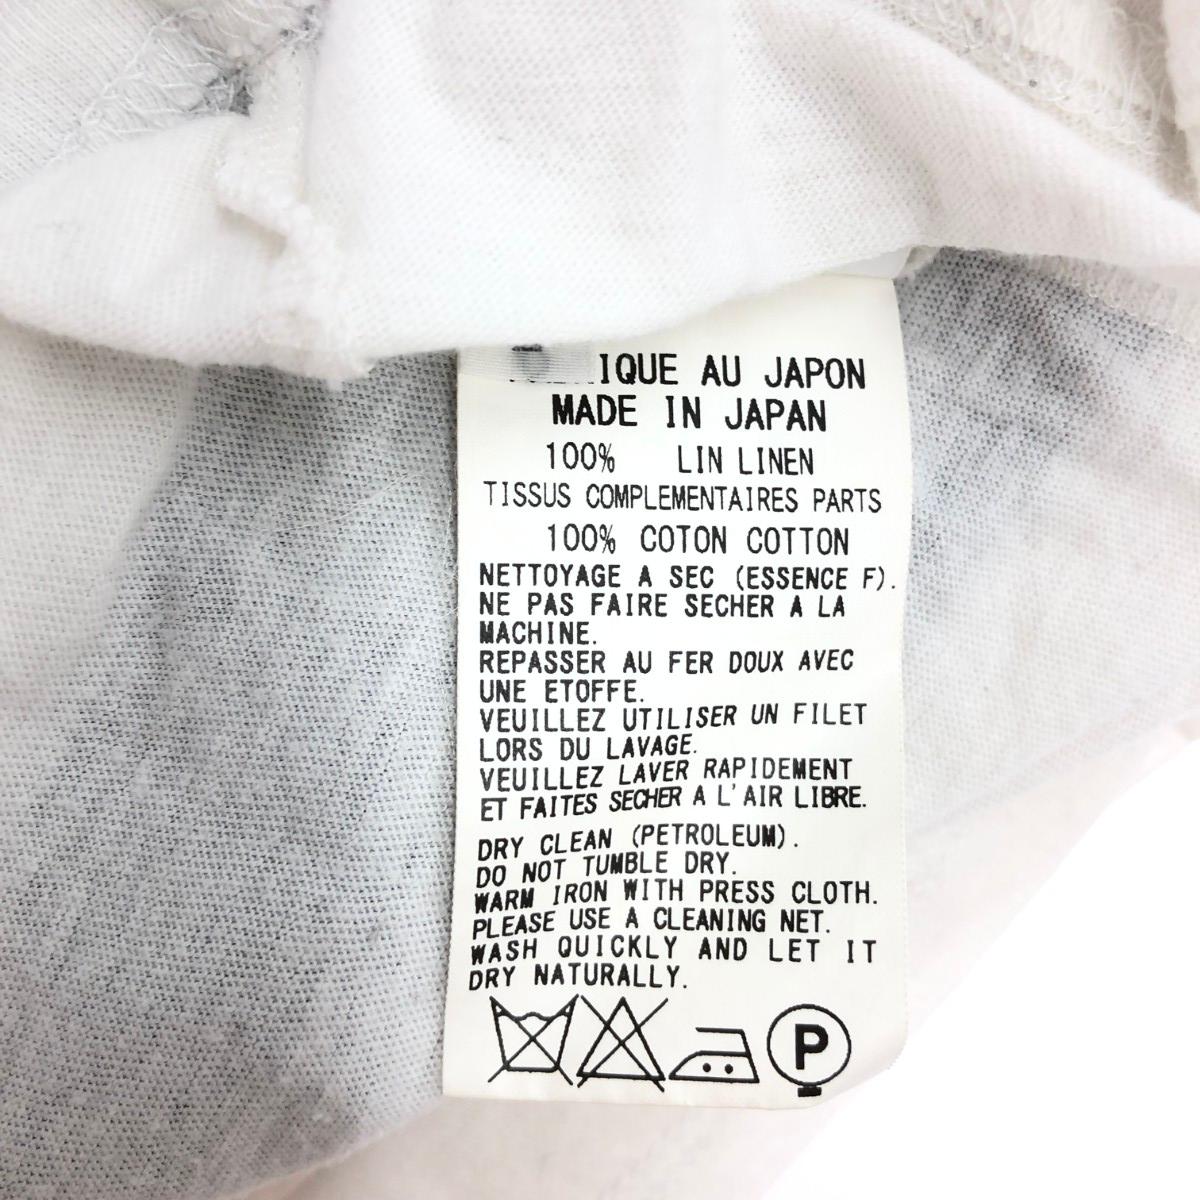 IQUE AU JAPON
MADE IN JAPAN
100% LIN LINEN
TISSUS COMPLEMENTAIRES PARTS
100% COTON COTTON
NETTOYAGE A SEC (ESSENCE F).
NE PAS FAIRE SECHER A LA
MACHINE.
REPASSER AU FER DOUX AVEC
UNE ETOFFE.
VEUILLEZ UTILISER UN FILET
LORS DU LAVAGE.
VEUILLEZ LAVER RAPIDEMENT
ET FAITES SECHER A L'AIR LIBRE.
DRY CLEAN (PETROLEUM).
DO NOT TUMBLE DRY.
WARM IRON WITH PRESS CLOTH.
PLEASE USE A CLEANING NET.
WASH QUICKLY AND LET IT
DRY NATURALLY.
P